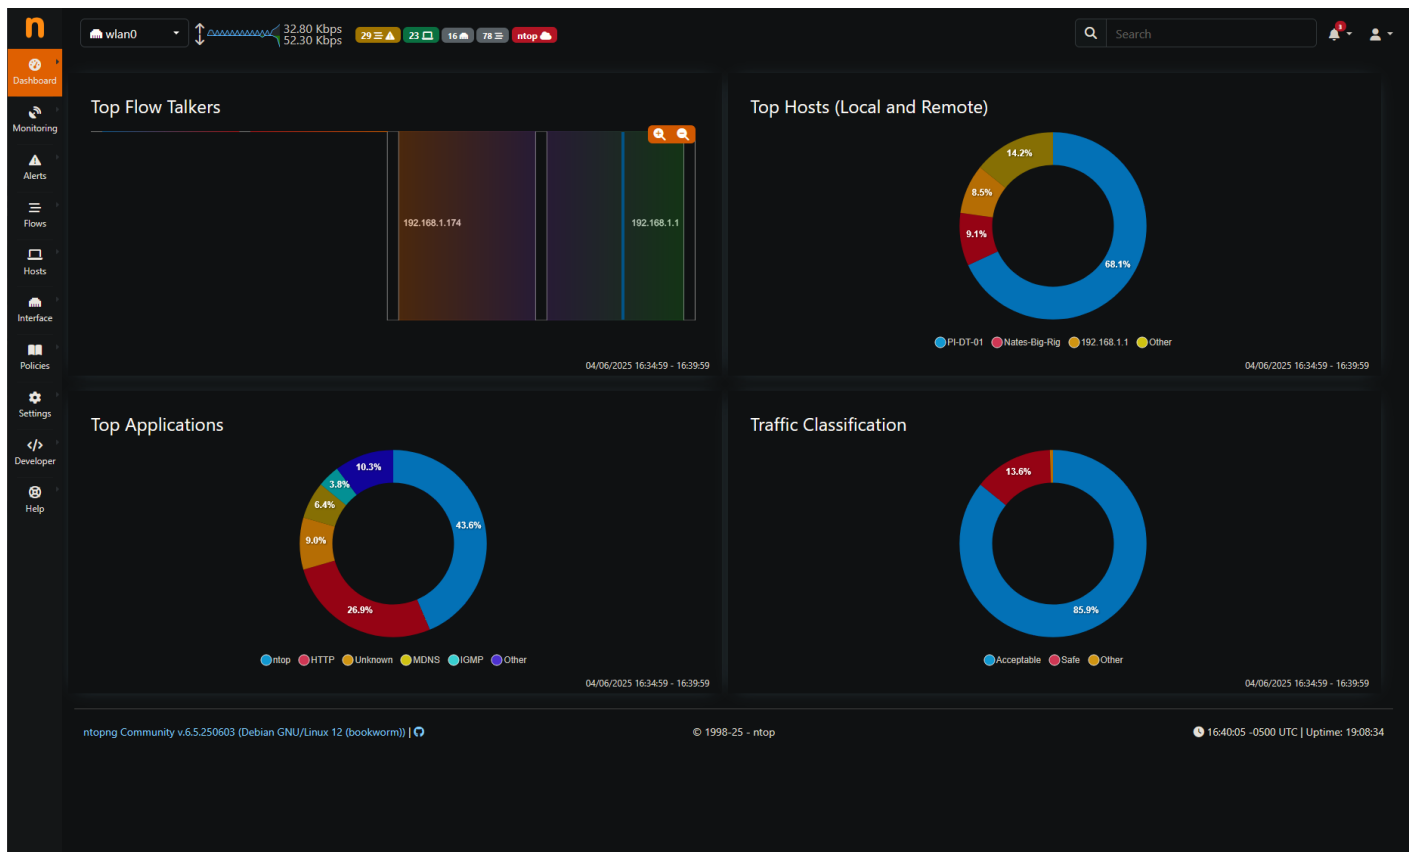 n
wlan0
32.80 Kbps
52.30 Kbps
29
23
16
78
ntop
Search
3
Dashboard
Monitoring
Alerts
Flows
Hosts
Interface
Policies
Settings
</>
Developer
Help
Top Flow Talkers
192.168.1.174
192.168.1.1
04/06/2025 16:34:59 - 16:39:59
Top Hosts (Local and Remote)
14.2%
8.5%
9.1%
68.1%
PI-DT-01 Nates-Big-Rig 192.168.1.1 Other
04/06/2025 16:34:59 - 16:39:59
Top Applications
10.3%
3.8%
6.4%
43.6%
9.0%
26.9%
ntop HTTP Unknown MDNS IGMP Other
04/06/2025 16:34:59 - 16:39:59
Traffic Classification
13.6%
85.9%
Acceptable Safe Other
04/06/2025 16:34:59 - 16:39:59
ntopng Community v.6.5.250603 (Debian GNU/Linux 12 (bookworm)) |
© 1998-25 - ntop
16:40:05 -0500 UTC | Uptime: 19:08:34